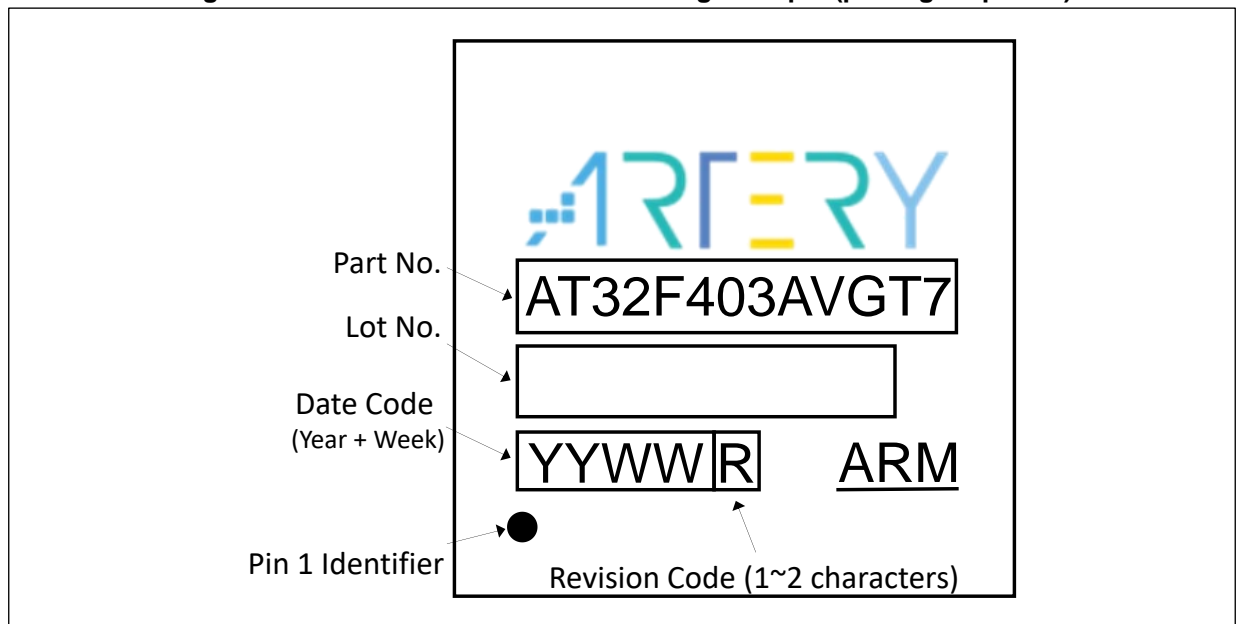 ARTERY
Part No.
AT32F403AVGT7
Lot No.
Date Code
(Year + Week)
YYWW R ARM
Pin 1 Identifier
Revision Code (1~2 characters)